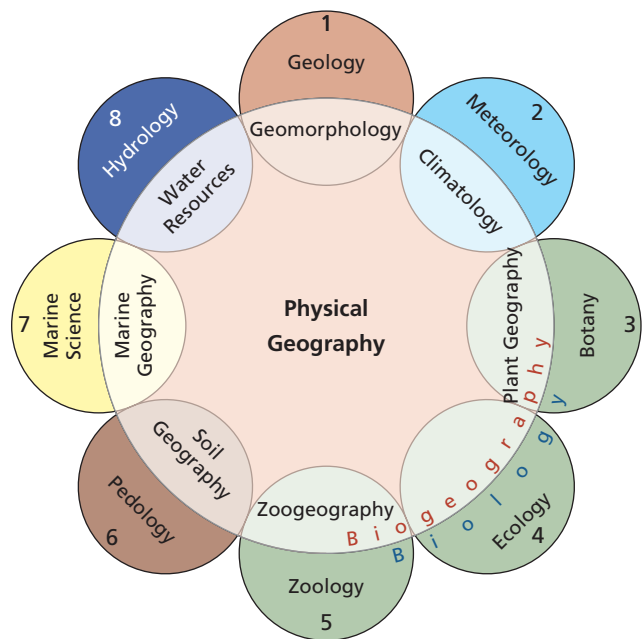 1
Geology
Geomorphology
2
Meteorology
Climatology
3
Botany
Plant Geography
4
Ecology
Biogeography
Biology
5
Zoology
Zoogeography
6
Pedology
Soil
Geography
7
Marine
Science
Marine
Geography
8
Hydrology
Water
Resources
Physical
Geography